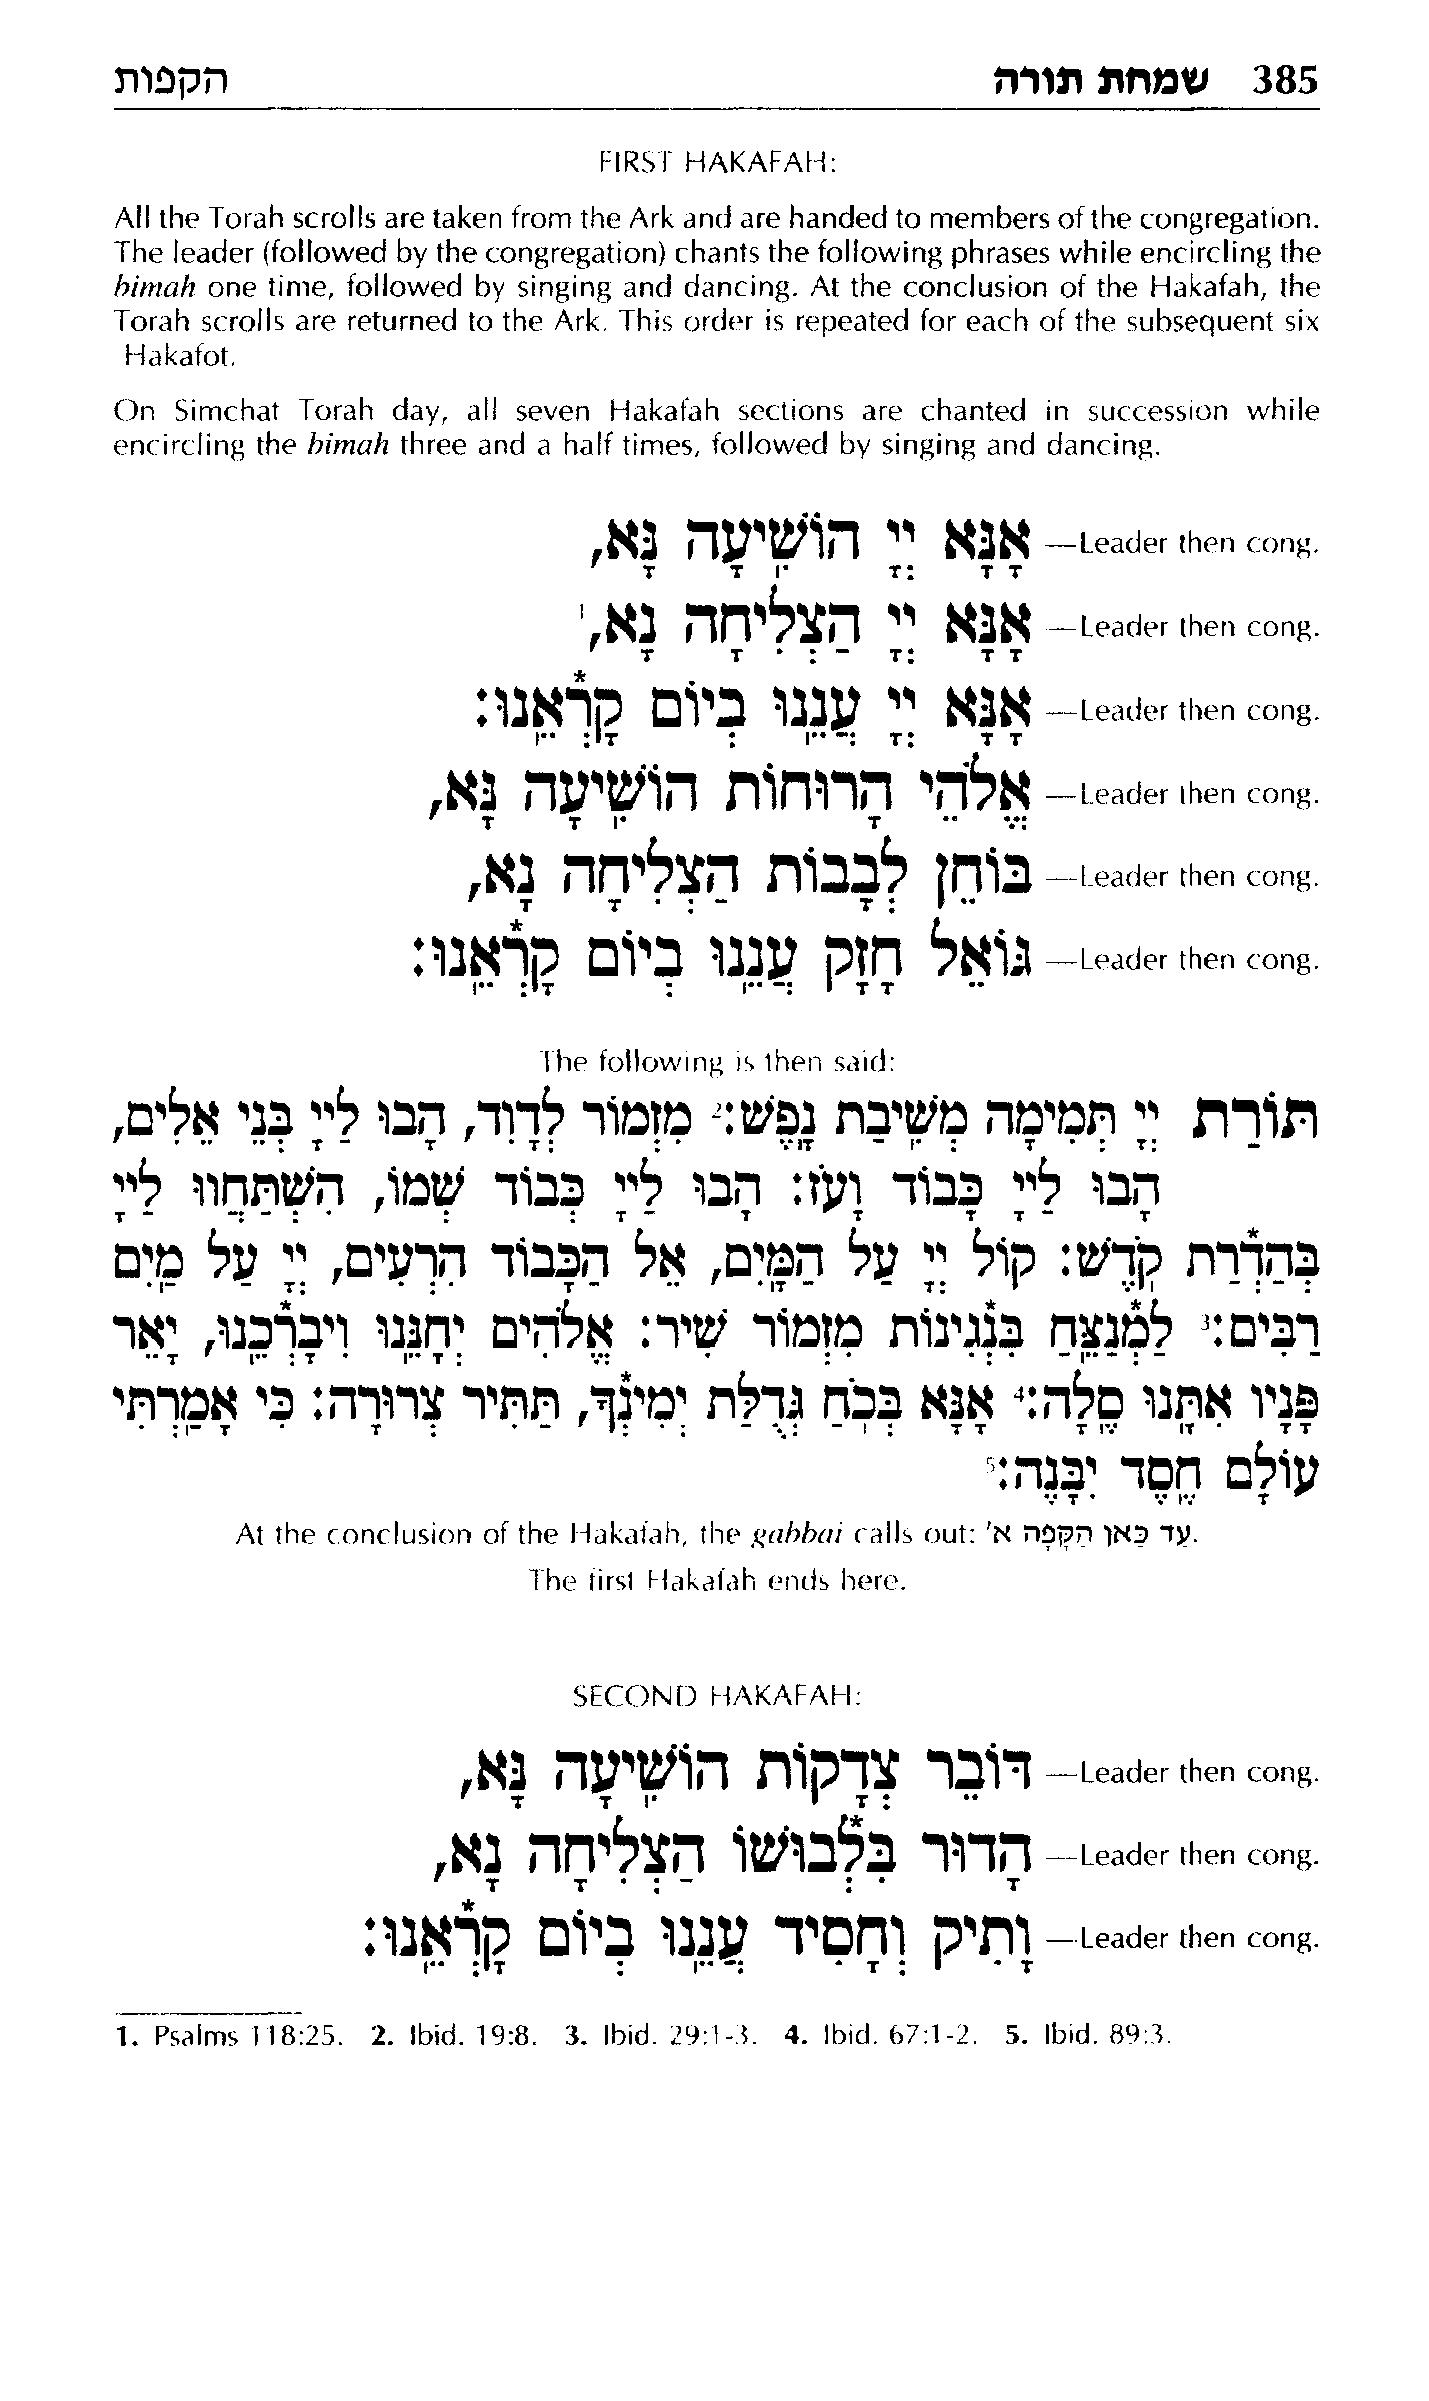 385 שמחת תורה הקפות
FIRST HAKAFAH:
All the Torah scrolls are taken from the Ark and are handed to members of the congregation.
The leader (followed by the congregation) chants the following phrases while encircling the
bimah one time, followed by singing and dancing. At the conclusion of the Hakafah, the
Torah scrolls are returned to the Ark. This order is repeated for each of the subsequent six
Hakafot.
On Simchat Torah day, all seven Hakafah sections are chanted in succession while
encircling the bimah three and a half times, followed by singing and dancing.
Leader then cong.— אָנָּא יְיָ הוֹשִֽׁיעָה נָּא,
Leader then cong.— אָנָּא יְיָ הַצְלִיחָה נָא,1
Leader then cong.— אָנָּא יְיָ עֲנֵֽנוּ בְיוֹם קָרְ֯אֵֽנוּ:
Leader then cong.— אֱלֹהֵי הָרוּחוֹת הוֹשִֽׁיעָה נָּא,
Leader then cong.— בּוֹחֵן לְבָבוֹת הַצְלִיחָה נָא,
Leader then cong.— גּוֹאֵל חָזָק עֲנֵֽנוּ בְיוֹם קָרְ*אֵֽנוּ:
The following is then said:
תּוֹרַת יְיָ תְּמִימָה מְשִֽׁיבַת נָֽפֶשׁ:2 מִזְמוֹר לְדָוִד, הָבוּ לַייָ בְּנֵי אֵלִים,
הָבוּ לַייָ כָּבוֹד וָעֹז: הָבוּ לַייָ כְּבוֹד שְׁמוֹ, הִשְׁתַּחֲווּ לַייָ
בְּהַדְ*רַת קֹֽדֶשׁ: קוֹל יְיָ עַל הַמָּֽיִם, אֵל הַכָּבוֹד הִרְעִים, יְיָ עַל מַֽיִם
רַבִּים:3 לַמְ*נַצֵּֽחַ בִּנְ*גִינוֹת מִזְמוֹר שִׁיר: אֱלֹהִים יְחָנֵּֽנוּ וִיבָרְ*כֵֽנוּ, יָאֵר
פָּנָיו אִתָּֽנוּ סֶֽלָה:4 אָנָּא בְּכֹֽחַ גְּדֻלַּת יְמִינְ*ךָ, תַּתִּיר צְרוּרָה: כִּי אָמַֽרְתִּי
עוֹלָם חֶֽסֶד יִבָּנֶה:5
At the conclusion of the Hakafah, the gabbai calls out: עַד כַּאן הַקָּפָה א'.
The first Hakafah ends here.
SECOND HAKAFAH:
Leader then cong.— דּוֹבֵר צְדָקוֹת הוֹשִֽׁיעָה נָּא,
Leader then cong.— הָדוּר בִּלְ*בוּשׁוֹ הַצְלִיחָה נָא,
Leader then cong.— וָתִיק וְחָסִיד עֲנֵֽנוּ בְיוֹם קָרְ*אֵֽנוּ:
1. Psalms 118:25. 2. Ibid. 19:8. 3. Ibid. 29:1-3. 4. Ibid. 67:1-2. 5. Ibid. 89:3.